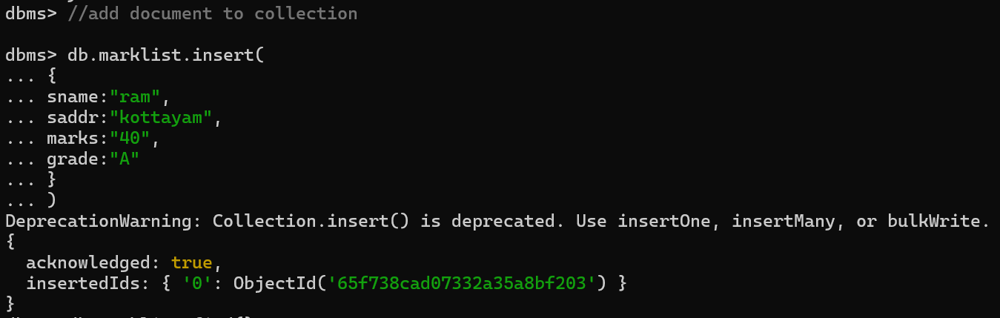 dbms> //add document to collection
dbms> db.marklist.insert(
... {
... sname:"ram",
... saddr:"kottayam",
... marks:"40",
... grade:"A"
... }
... )
DeprecationWarning: Collection.insert() is deprecated. Use insertOne, insertMany, or bulkWrite.
{
  acknowledged: true,
  insertedIds: { '0': ObjectId('65f738cad07332a35a8bf203') }
}